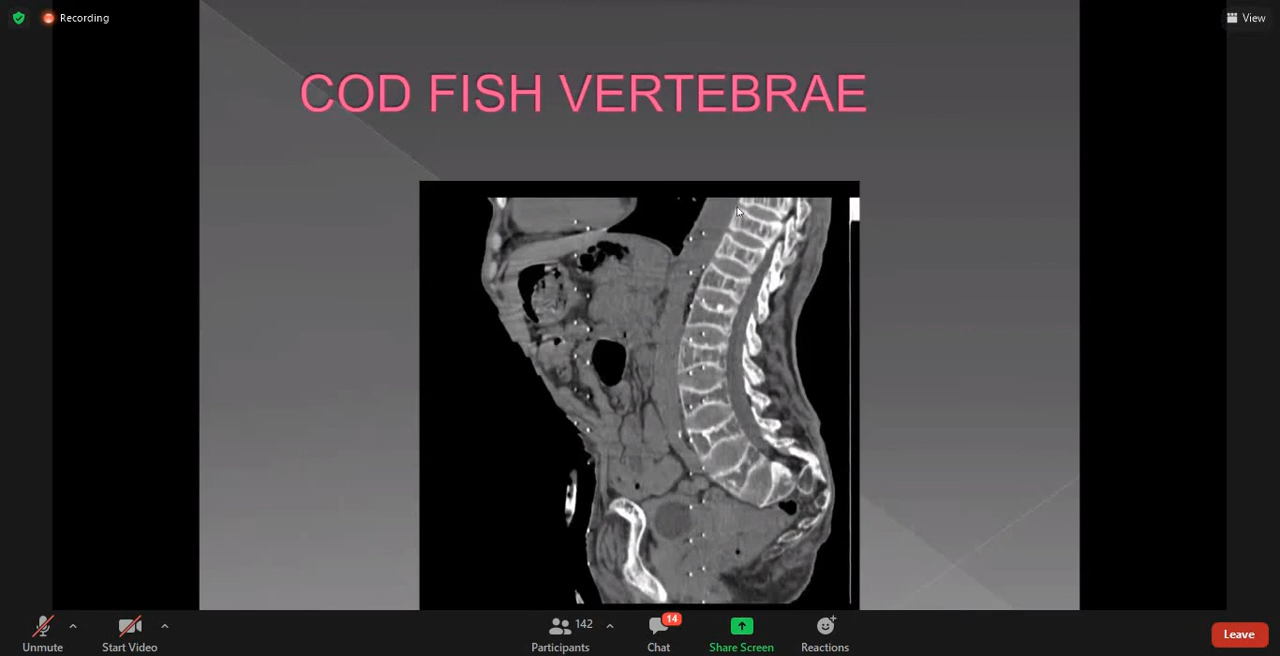 Recording
View
COD FISH VERTEBRAE
142
14
Unmute
Start Video
Participants
Chat
Share Screen
Reactions
Leave